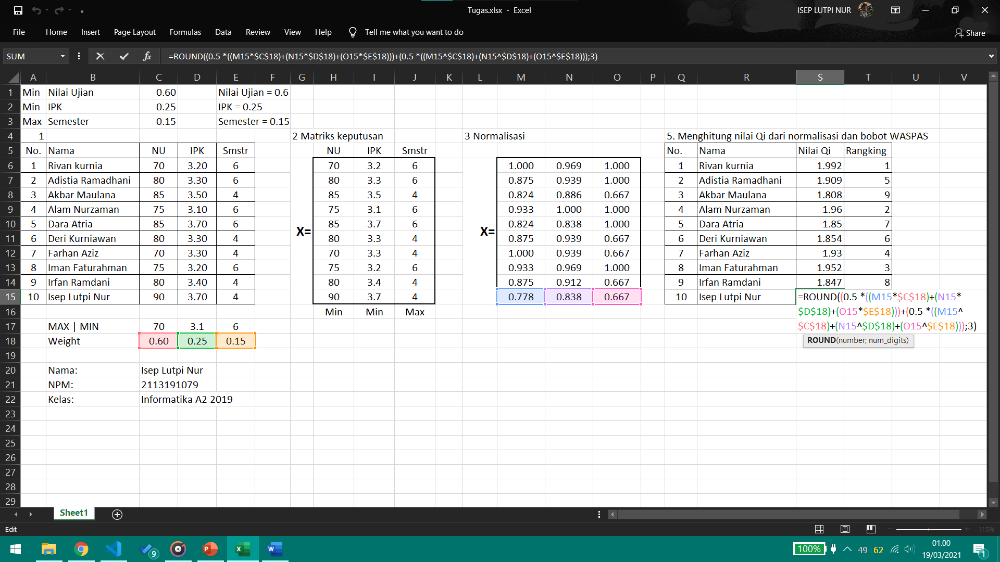 Tugas.xlsx - Excel
ISEP LUTPI NUR
File Home Insert Page Layout Formulas Data Review View Help Tell me what you want to do Share
SUM =ROUND((0.5 *((M15*$C$18)+(N15*$D$18)+(O15*$E$18)))+(0.5 *((M15^$C$18)+(N15^$D$18)+(O15^$E$18)));3)
A B C D E F G H I J K L M N O P Q R S T U V
1 Min Nilai Ujian 0.60 Nilai Ujian = 0.6
2 Min IPK 0.25 IPK = 0.25
3 Max Semester 0.15 Semester = 0.15
4 1 2 Matriks keputusan 3 Normalisasi 5. Menghitung nilai Qi dari normalisasi dan bobot WASPAS
5 No. Nama NU IPK Smstr NU IPK Smstr No. Nama Nilai Qi Rangking
6 1 Rivan kurnia 70 3.20 6 70 3.2 6 1.000 0.969 1.000 1 Rivan kurnia 1.992 1
7 2 Adistia Ramadhani 80 3.30 6 80 3.3 6 0.875 0.939 1.000 2 Adistia Ramadhani 1.909 5
8 3 Akbar Maulana 85 3.50 4 85 3.5 4 0.824 0.886 0.667 3 Akbar Maulana 1.808 9
9 4 Alam Nurzaman 75 3.10 6 75 3.1 6 0.933 1.000 1.000 4 Alam Nurzaman 1.96 2
10 5 Dara Atria 85 3.70 6 X= 85 3.7 6 X= 0.824 0.838 1.000 5 Dara Atria 1.85 7
11 6 Deri Kurniawan 80 3.30 4 80 3.3 4 0.875 0.939 0.667 6 Deri Kurniawan 1.854 6
12 7 Farhan Aziz 70 3.30 4 70 3.3 4 1.000 0.939 0.667 7 Farhan Aziz 1.93 4
13 8 Iman Faturahman 75 3.20 6 75 3.2 6 0.933 0.969 1.000 8 Iman Faturahman 1.952 3
14 9 Irfan Ramdani 80 3.40 4 80 3.4 4 0.875 0.912 0.667 9 Irfan Ramdani 1.847 8
15 10 Isep Lutpi Nur 90 3.70 4 90 3.7 4 0.778 0.838 0.667 10 Isep Lutpi Nur =ROUND((0.5 *((M15*$C$18)+(N15*
16 Min Min Max $D$18)+(O15*$E$18)))+(0.5 *((M15^
17 MAX | MIN 70 3.1 6 $C$18)+(N15^$D$18)+(O15^$E$18)));3)
18 Weight 0.60 0.25 0.15 ROUND(number; num_digits)
19
20 Nama: Isep Lutpi Nur
21 NPM: 2113191079
22 Kelas: Informatika A2 2019
23
24
25
26
27
28
29
Sheet1
Edit 115%
9 100% 49 62 01.00
19/03/2021 1